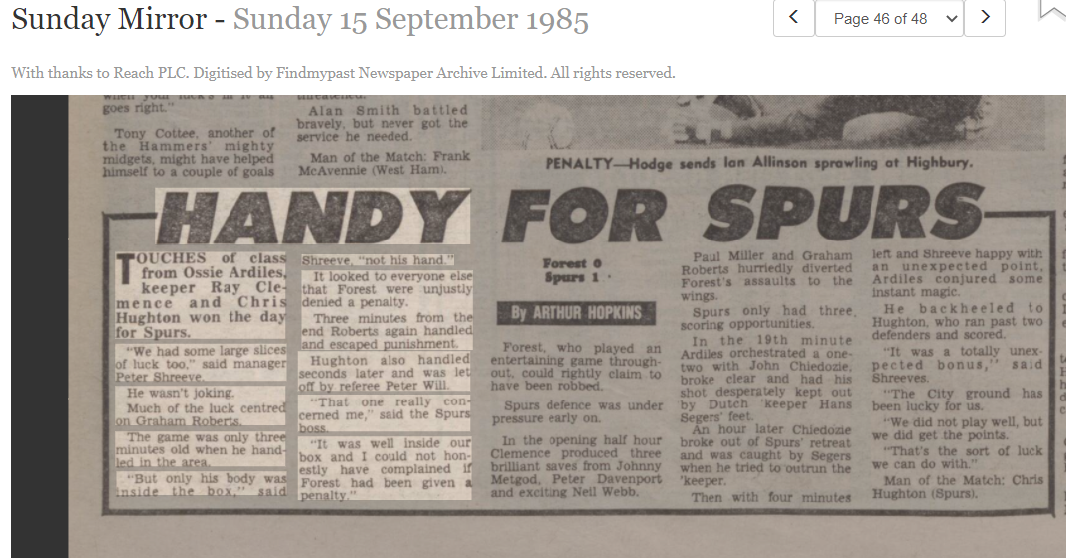 Sunday Mirror - Sunday 15 September 1985
Page 46 of 48
With thanks to Reach PLC. Digitised by Findmypast Newspaper Archive Limited. All rights reserved.
goes right."
Tony Cottee, another of
the Hammers' mighty
midgets, might have helped
himself to a couple of goals
threatened.
Alan Smith battled
bravely, but never got the
service he needed.
Man of the Match: Frank
McAvennie (West Ham).
PENALTY—Hodge sends Ian Allinson sprawling at Highbury.
HANDY FOR SPURS
TOUCHES of class
from Ossie Ardiles,
keeper Ray Cle-
mence and Chris
Hughton won the day
for Spurs.
"We had some large slices
of luck too," said manager
Peter Shreeve.
He wasn't joking.
Much of the luck centred
on Graham Roberts.
The game was only three
minutes old when he hand-
led in the area.
"But only his body was
inside the box," said
Shreeve, "not his hand."
It looked to everyone else
that Forest were unjustly
denied a penalty.
Three minutes from the
end Roberts again handled
and escaped punishment.
Hughton also handled
seconds later and was let
off by referee Peter Will.
"That one really con-
cerned me," said the Spurs
boss.
"It was well inside our
box and I could not hon-
estly have complained if
Forest had been given a
penalty."
Forest 0
Spurs 1
By ARTHUR HOPKINS
Forest, who played an
entertaining game through-
out, could rightly claim to
have been robbed.
Spurs defence was under
pressure early on.
In the opening half hour
Clemence produced three
brilliant saves from Johnny
Metgod, Peter Davenport
and exciting Neil Webb.
Paul Miller and Graham
Roberts hurriedly diverted
Forest's assaults to the
wings.
Spurs only had three
scoring opportunities.
In the 19th minute
Ardiles orchestrated a one-
two with John Chiedozie,
broke clear and had his
shot desperately kept out
by Dutch 'keeper Hans
Segers' feet.
An hour later Chiedozie
broke out of Spurs' retreat
and was caught by Segers
when he tried to outrun the
'keeper.
Then with four minutes
left and Shreeve happy with
an unexpected point,
Ardiles conjured some
instant magic.
He backheeled to
Hughton, who ran past two
defenders and scored.
"It was a totally unex-
pected bonus," said
Shreeves.
"The City ground has
been lucky for us.
"We did not play well, but
we did get the points.
"That's the sort of luck
we can do with."
Man of the Match: Chris
Hughton (Spurs).